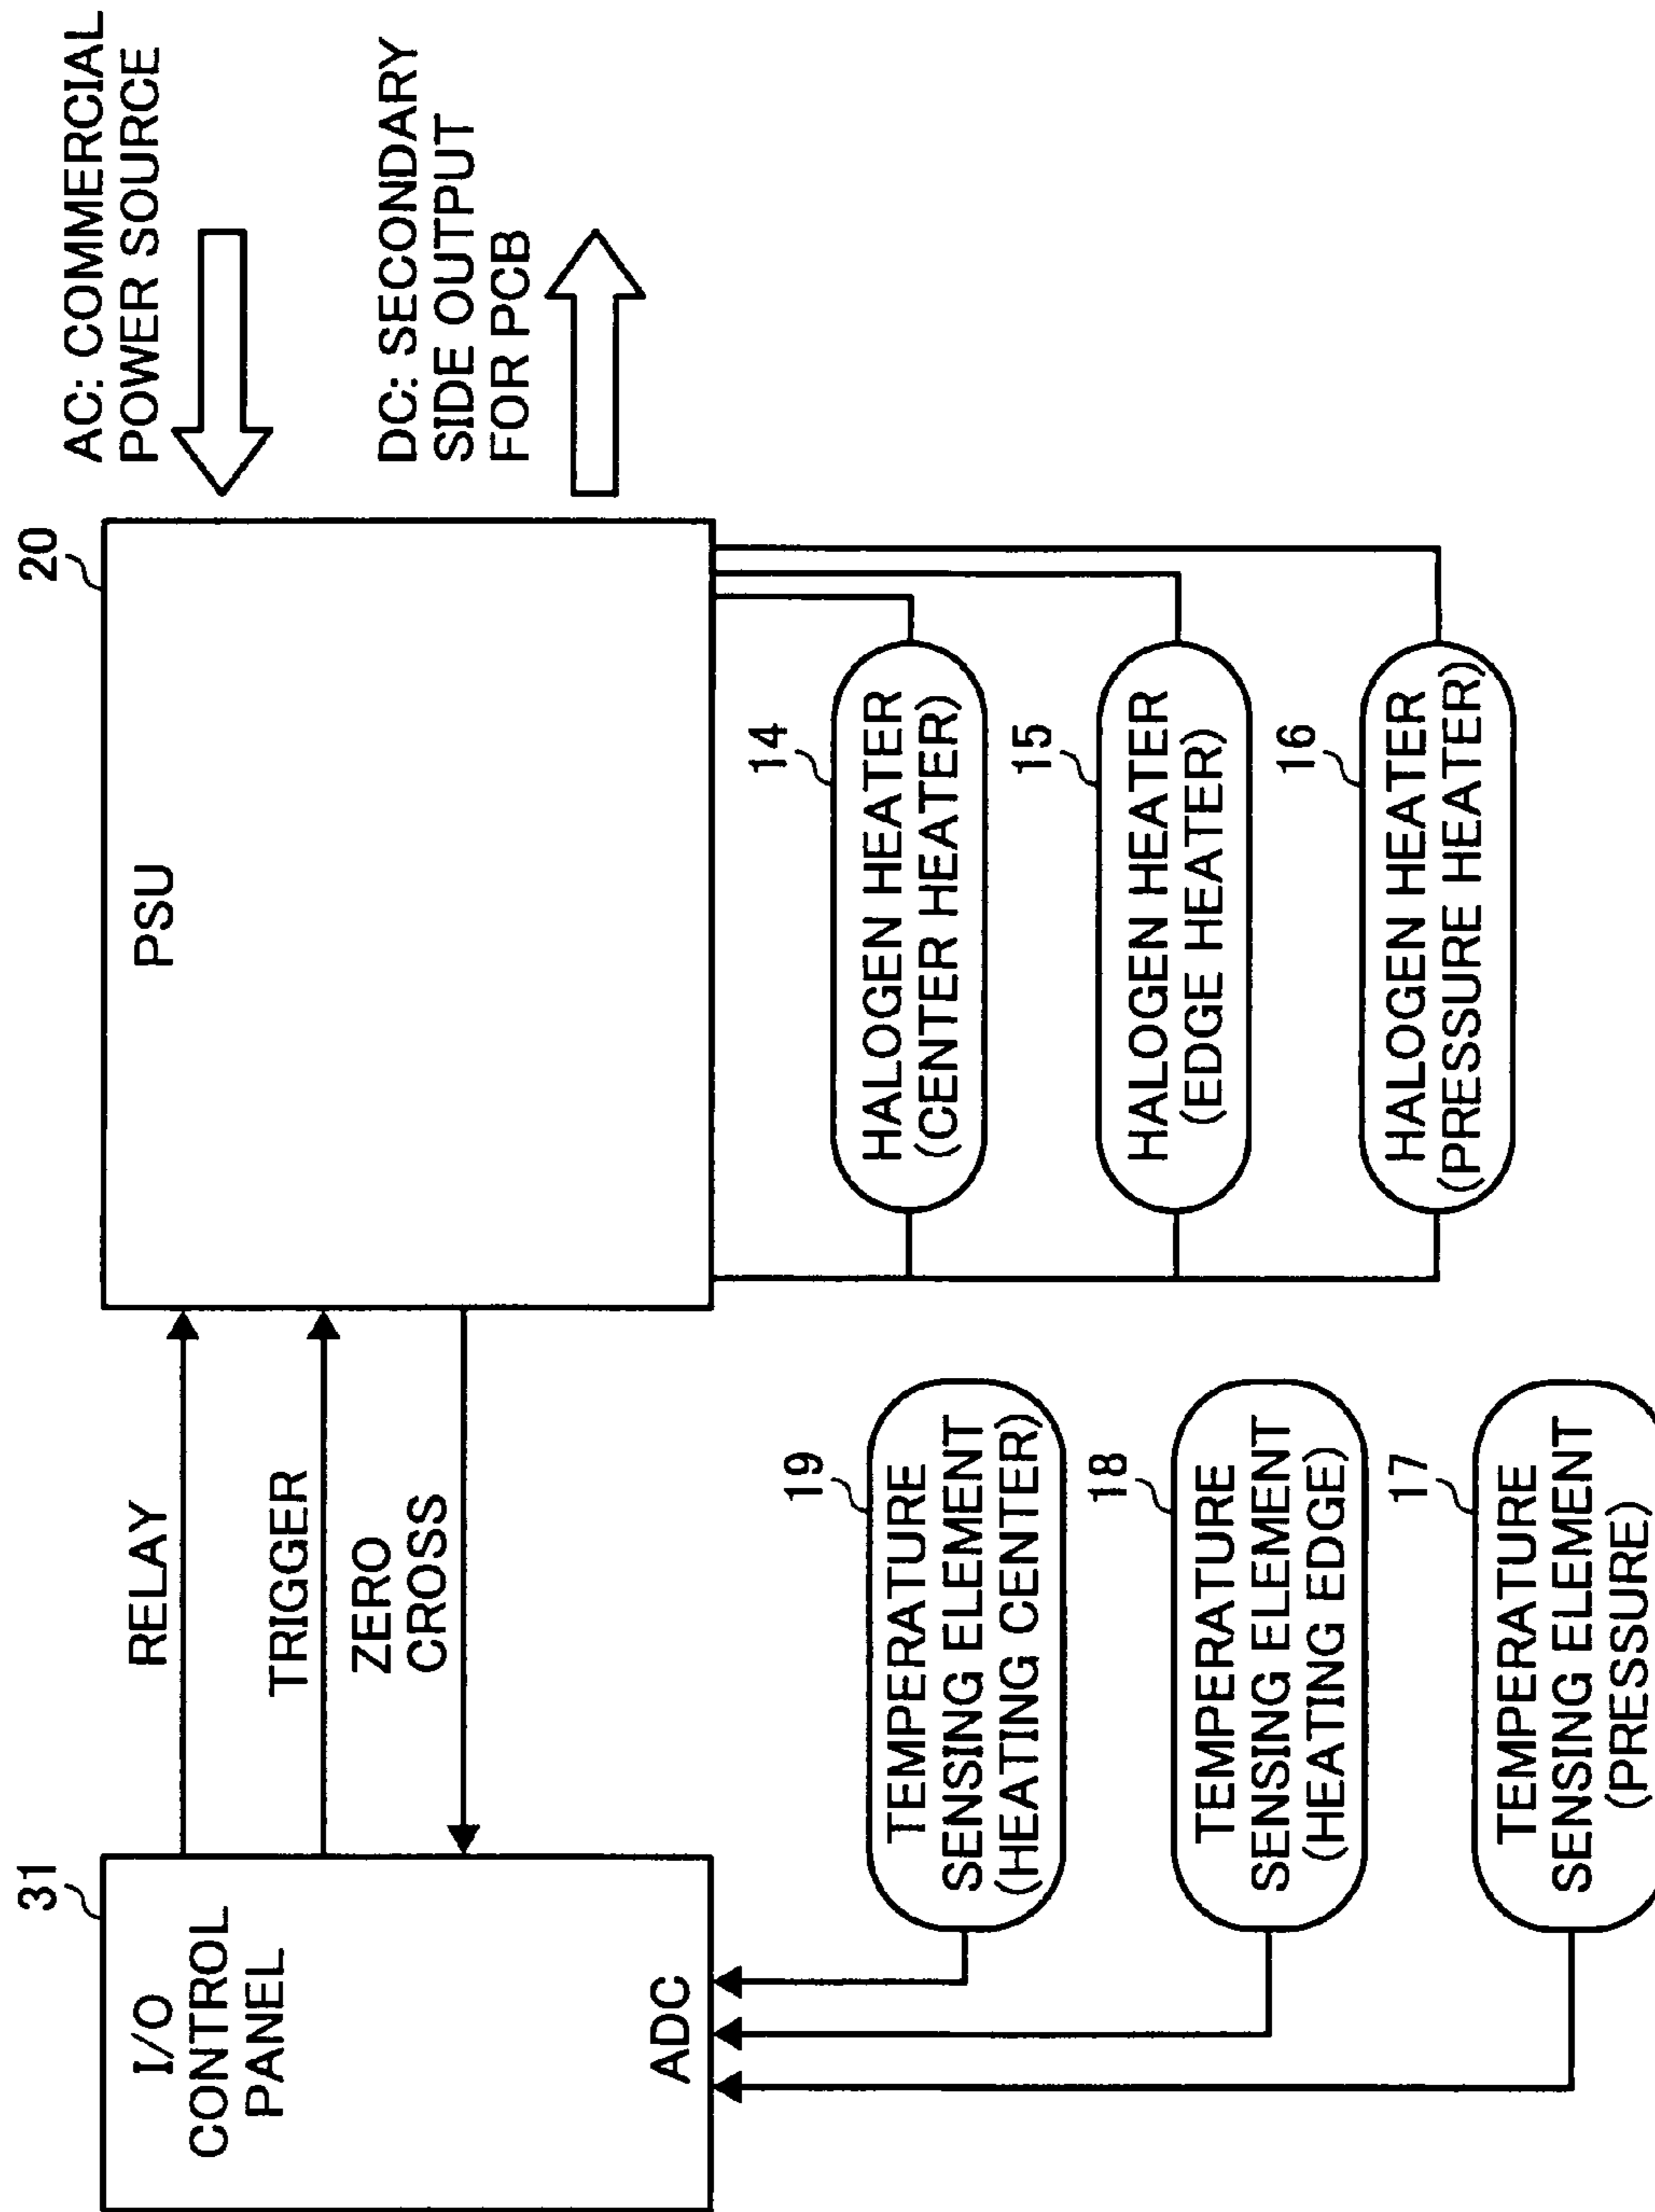 31
I/O
CONTROL
PANEL
ADC
RELAY
TRIGGER
ZERO
CROSS
20
PSU
AC: COMMERCIAL
POWER SOURCE
DC: SECONDARY
SIDE OUTPUT
FOR PCB
19
TEMPERATURE
SENSING ELEMENT
(HEATING CENTER)
18
TEMPERATURE
SENSING ELEMENT
(HEATING EDGE)
17
TEMPERATURE
SENSING ELEMENT
(PRESSURE)
14
HALOGEN HEATER
(CENTER HEATER)
15
HALOGEN HEATER
(EDGE HEATER)
16
HALOGEN HEATER
(PRESSURE HEATER)